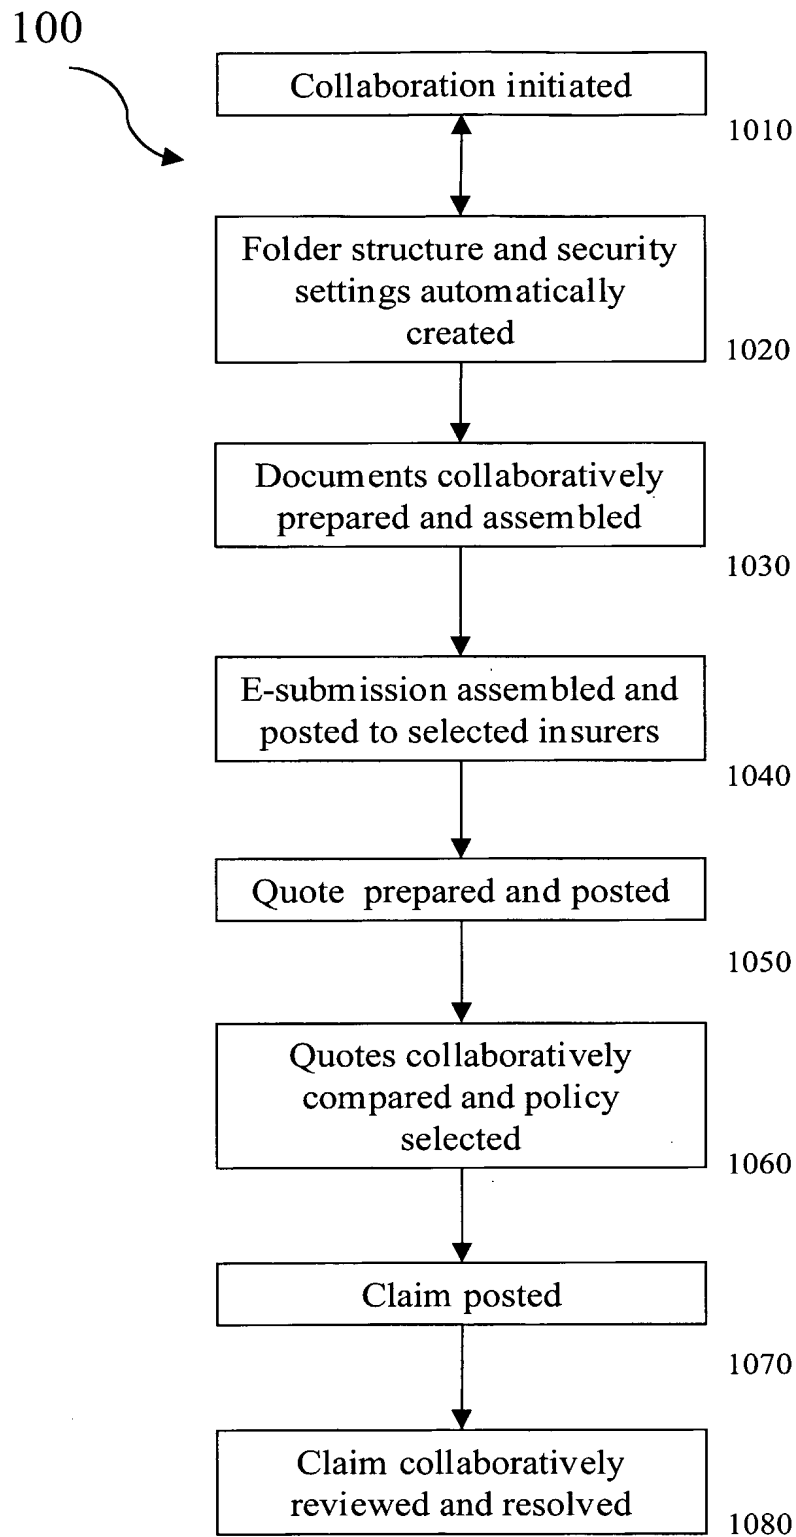 100
Collaboration initiated
1010
Folder structure and security
settings automatically
created
1020
Documents collaboratively
prepared and assembled
1030
E-submission assembled and
posted to selected insurers
1040
Quote prepared and posted
1050
Quotes collaboratively
compared and policy
selected
1060
Claim posted
1070
Claim collaboratively
reviewed and resolved
1080